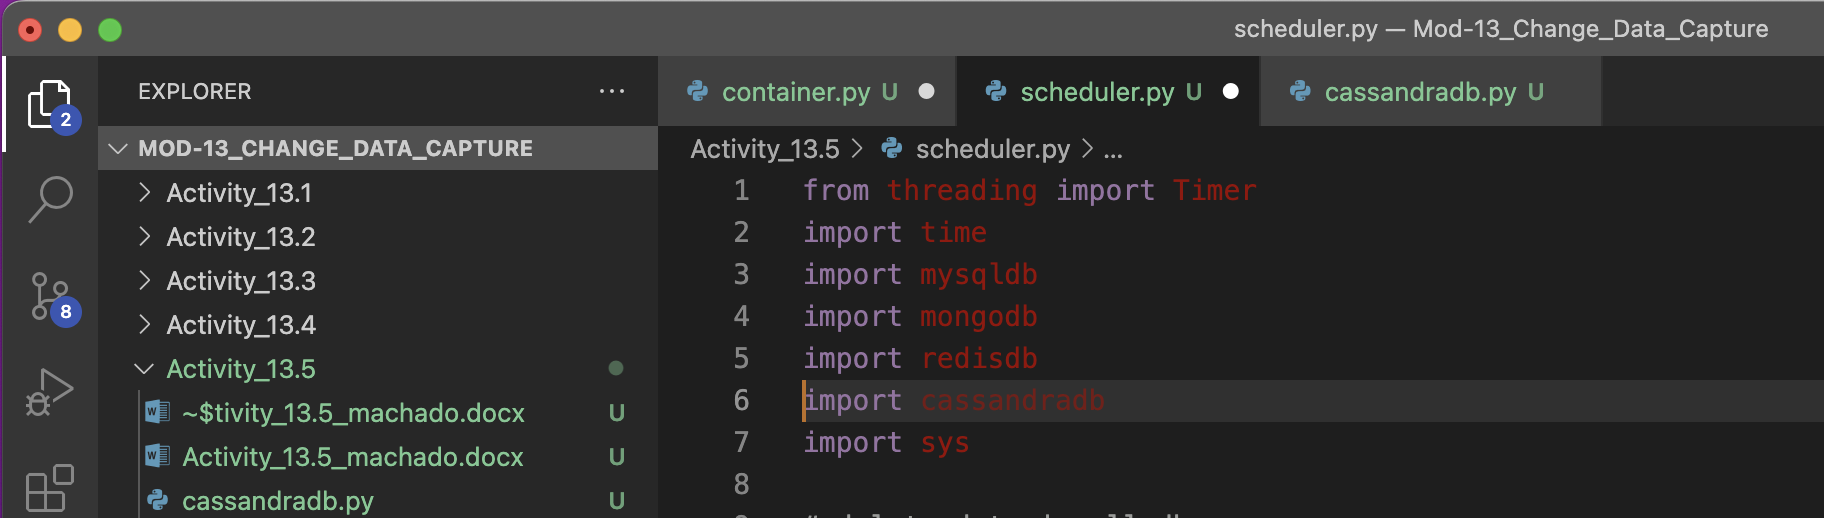 scheduler.py — Mod-13_Change_Data_Capture
EXPLORER
...
container.py U
scheduler.py U
cassandradb.py U
2
MOD-13_CHANGE_DATA_CAPTURE
Activity_13.5 > scheduler.py > ...
Activity_13.1
Activity_13.2
Activity_13.3
8
Activity_13.4
Activity_13.5
~$tivity_13.5_machado.docx U
Activity_13.5_machado.docx U
cassandradb.py U
1 from threading import Timer
2 import time
3 import mysqldb
4 import mongodb
5 import redisdb
6 import cassandradb
7 import sys
8